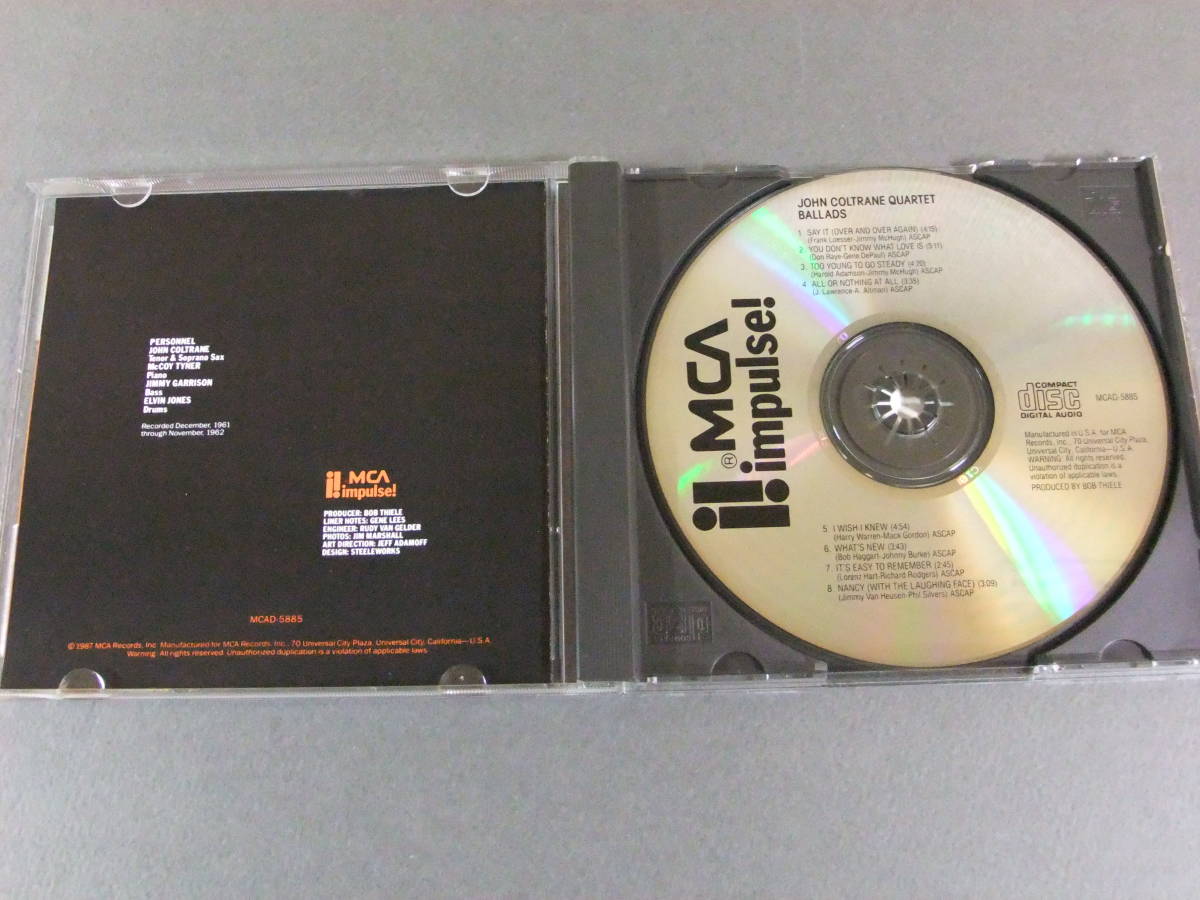 PERSONNEL
JOHN COLTRANE
Tenor & Soprano Sax
McCOY TYNER
Piano
JIMMY GARRISON
Bass
ELVIN JONES
Drums
Recorded December, 1961
through November, 1962
MCA
impulse!
PRODUCER: BOB THIELE
LINER NOTES: GENE LEES
ENGINEER: RUDY VAN GELDER
PHOTOS: JIM MARSHALL
ART DIRECTION: JEFF ADAMOFF
DESIGN: STEELEWORKS
MCAD-5885
© 1987 MCA Records, Inc. Manufactured for MCA Records, Inc., 70 Universal City Plaza, Universal City, California—U.S.A.
Warning: All rights reserved. Unauthorized duplication is a violation of applicable laws.
JOHN COLTRANE QUARTET
BALLADS
1. SAY IT (OVER AND OVER AGAIN) (4:15)
(Frank Loesser-Jimmy McHugh) ASCAP
2. YOU DON'T KNOW WHAT LOVE IS (5:11)
(Don Raye-Gene DePaul) ASCAP
3. TOO YOUNG TO GO STEADY (4:20)
(Harold Adamson-Jimmy McHugh) ASCAP
4. ALL OR NOTHING AT ALL (3:35)
(J. Lawrence-A. Altman) ASCAP
® MCA
impulse!
COMPACT
disc
DIGITAL AUDIO
MCAD-5885
Manufactured in U.S.A. for MCA
Records, Inc., 70 Universal City Plaza,
Universal City, California—U.S.A.
WARNING: All rights reserved.
Unauthorized duplication is a
violation of applicable laws.
PRODUCED BY BOB THIELE
5. I WISH I KNEW (4:54)
(Harry Warren-Mack Gordon) ASCAP
6. WHAT'S NEW (3:43)
(Bob Haggart-Johnny Burke) ASCAP
7. IT'S EASY TO REMEMBER (2:45)
(Lorenz Hart-Richard Rodgers) ASCAP
8. NANCY (WITH THE LAUGHING FACE) (3:09)
(Jimmy Van Heusen-Phil Silvers) ASCAP